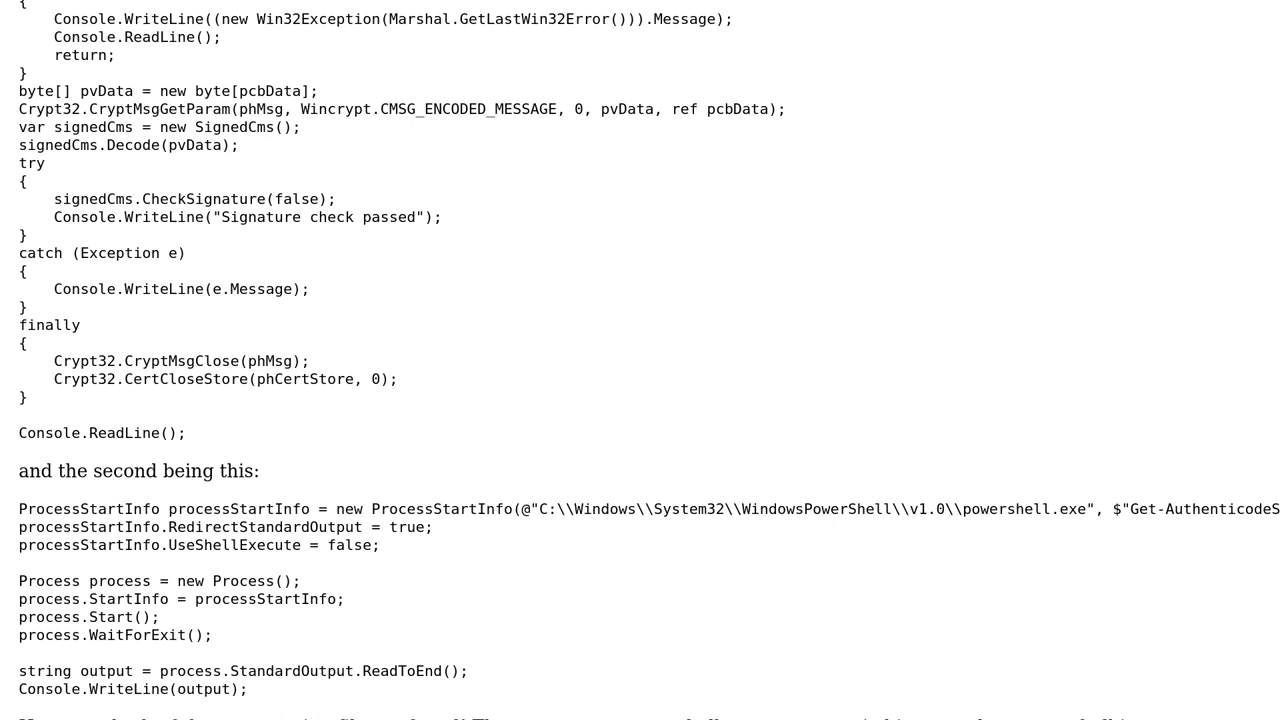 {
    Console.WriteLine((new Win32Exception(Marshal.GetLastWin32Error())).Message);
    Console.ReadLine();
    return;
}
byte[] pvData = new byte[pcbData];
Crypt32.CryptMsgGetParam(phMsg, Wincrypt.CMSG_ENCODED_MESSAGE, 0, pvData, ref pcbData);
var signedCms = new SignedCms();
signedCms.Decode(pvData);
try
{
    signedCms.CheckSignature(false);
    Console.WriteLine("Signature check passed");
}
catch (Exception e)
{
    Console.WriteLine(e.Message);
}
finally
{
    Crypt32.CryptMsgClose(phMsg);
    Crypt32.CertCloseStore(phCertStore, 0);
}
Console.ReadLine();
and the second being this:
ProcessStartInfo processStartInfo = new ProcessStartInfo(@"C:\\Windows\\System32\\WindowsPowerShell\\v1.0\\powershell.exe", $"Get-AuthenticodeS
processStartInfo.RedirectStandardOutput = true;
processStartInfo.UseShellExecute = false;
Process process = new Process();
process.StartInfo = processStartInfo;
process.Start();
process.WaitForExit();
string output = process.StandardOutput.ReadToEnd();
Console.WriteLine(output);